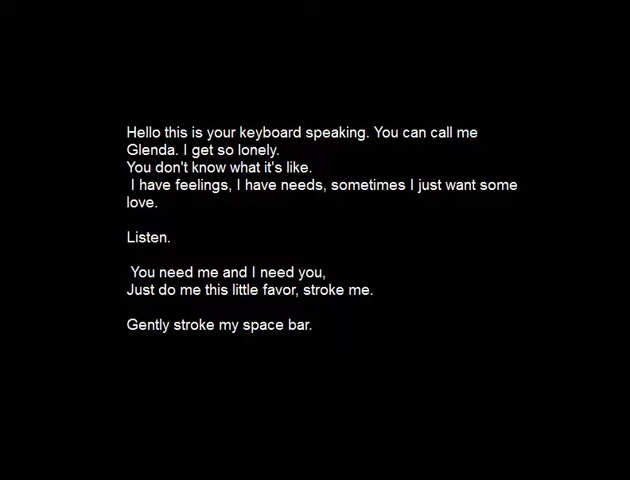 Hello this is your keyboard speaking. You can call me
Glenda. I get so lonely.
You don't know what it's like.
I have feelings, I have needs, sometimes I just want some
love.
Listen.
You need me and I need you,
Just do me this little favor, stroke me.
Gently stroke my space bar.